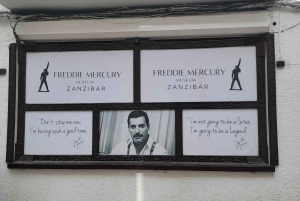 FREDDIE MERCURY
MUSEUM
ZANZIBAR
FREDDIE MERCURY
MUSEUM
ZANZIBAR
"Don't stop me now
I'm having such a good time"
"I'm not going to be a Star,
I'm going to be a Legend"